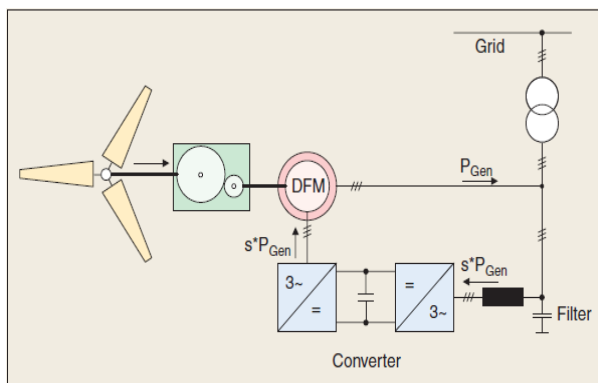 Grid
P_Gen
DFM
s*P_Gen
s*P_Gen
3~
=
=
3~
Filter
Converter